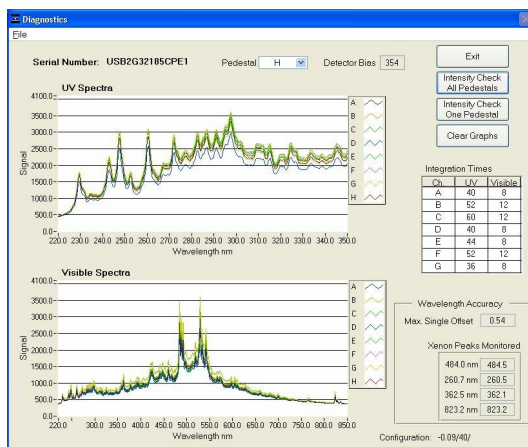 Diagnostics
File
Serial Number: USB2G32185CPE1
Pedestal H
Detector Bias 354
Exit
Intensity Check
All Pedestals
Intensity Check
One Pedestal
Clear Graphs
UV Spectra
Signal
4100.0
3500.0
3000.0
2500.0
2000.0
1500.0
1000.0
500.0
0.0
220.0 230.0 240.0 250.0 260.0 270.0 280.0 290.0 300.0 310.0 320.0 330.0 340.0 350.0
Wavelength nm
A
B
C
D
E
F
G
H
Integration Times
Ch. UV Visible
A 40 8
B 52 12
C 60 12
D 40 8
E 44 8
F 52 12
G 36 8
Visible Spectra
Signal
4100.0
3500.0
3000.0
2500.0
2000.0
1500.0
1000.0
500.0
0.0
220.0 300.0 350.0 400.0 450.0 500.0 550.0 600.0 650.0 700.0 750.0 850.0
Wavelength nm
A
B
C
D
E
F
G
H
Wavelength Accuracy
Max. Single Offset 0.54
Xenon Peaks Monitored
484.0 nm 484.5
260.7 nm 260.5
362.5 nm 362.1
823.2 nm 823.2
Configuration: -0.09/40/